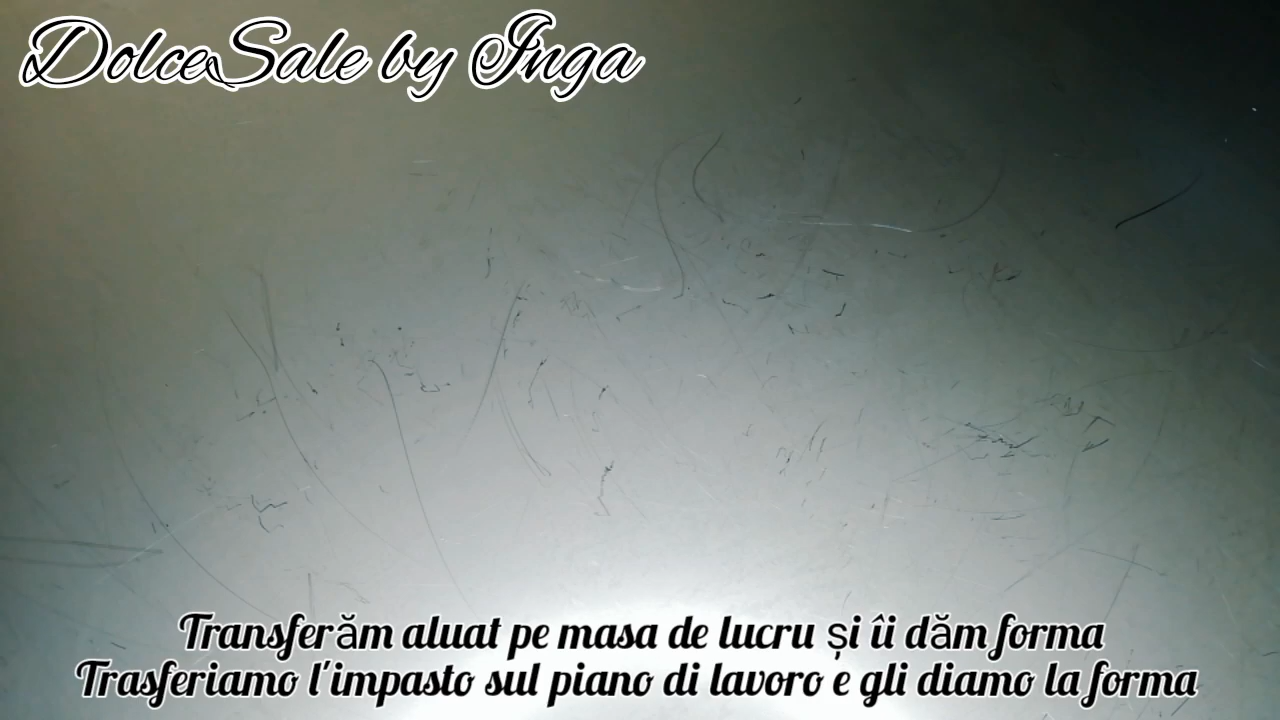 DolceSale by Inga
Transferăm aluat pe masa de lucru și îi dăm forma
Trasferiamo l'impasto sul piano di lavoro e gli diamo la forma